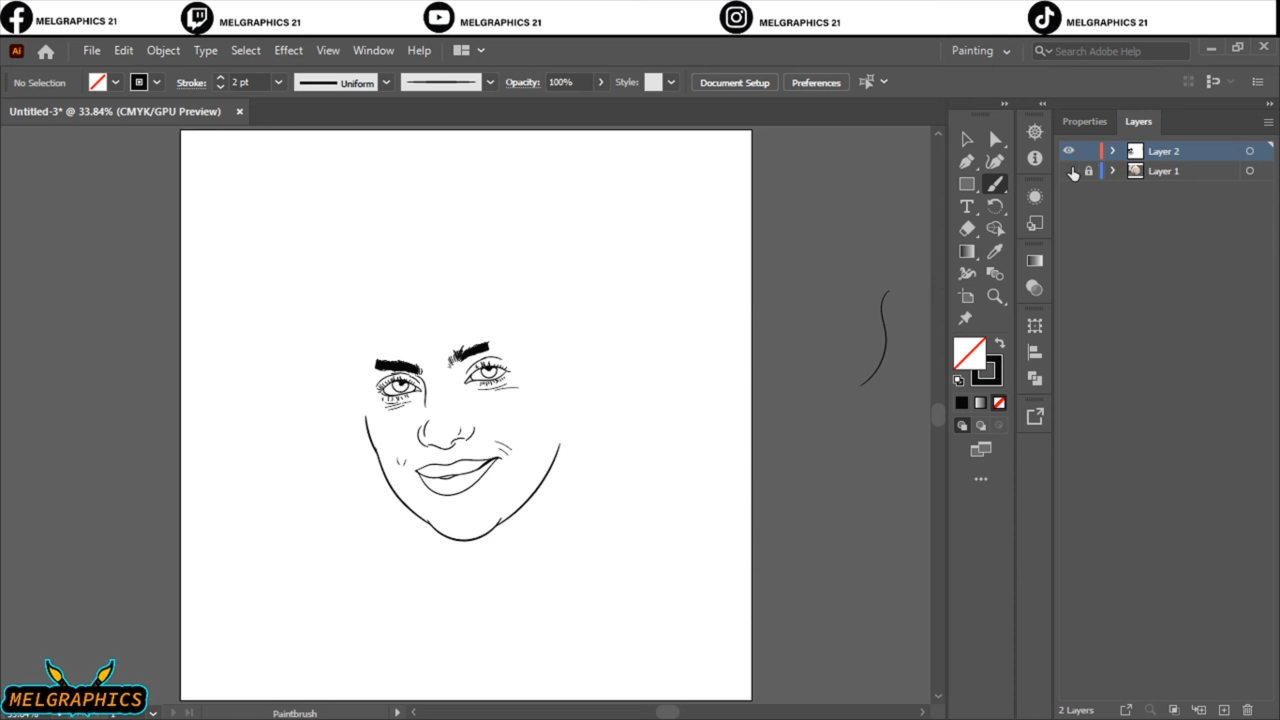 MELGRAPHICS 21 MELGRAPHICS 21 MELGRAPHICS 21 MELGRAPHICS 21 MELGRAPHICS 21
Ai File Edit Object Type Select Effect View Window Help Painting Search Adobe Help
No Selection Stroke: 2 pt Uniform Opacity: 100% Style: Document Setup Preferences
Untitled-3* @ 33.84% (CMYK/GPU Preview) Properties Layers
Layer 2
Layer 1
MELGRAPHICS
Paintbrush 2 Layers